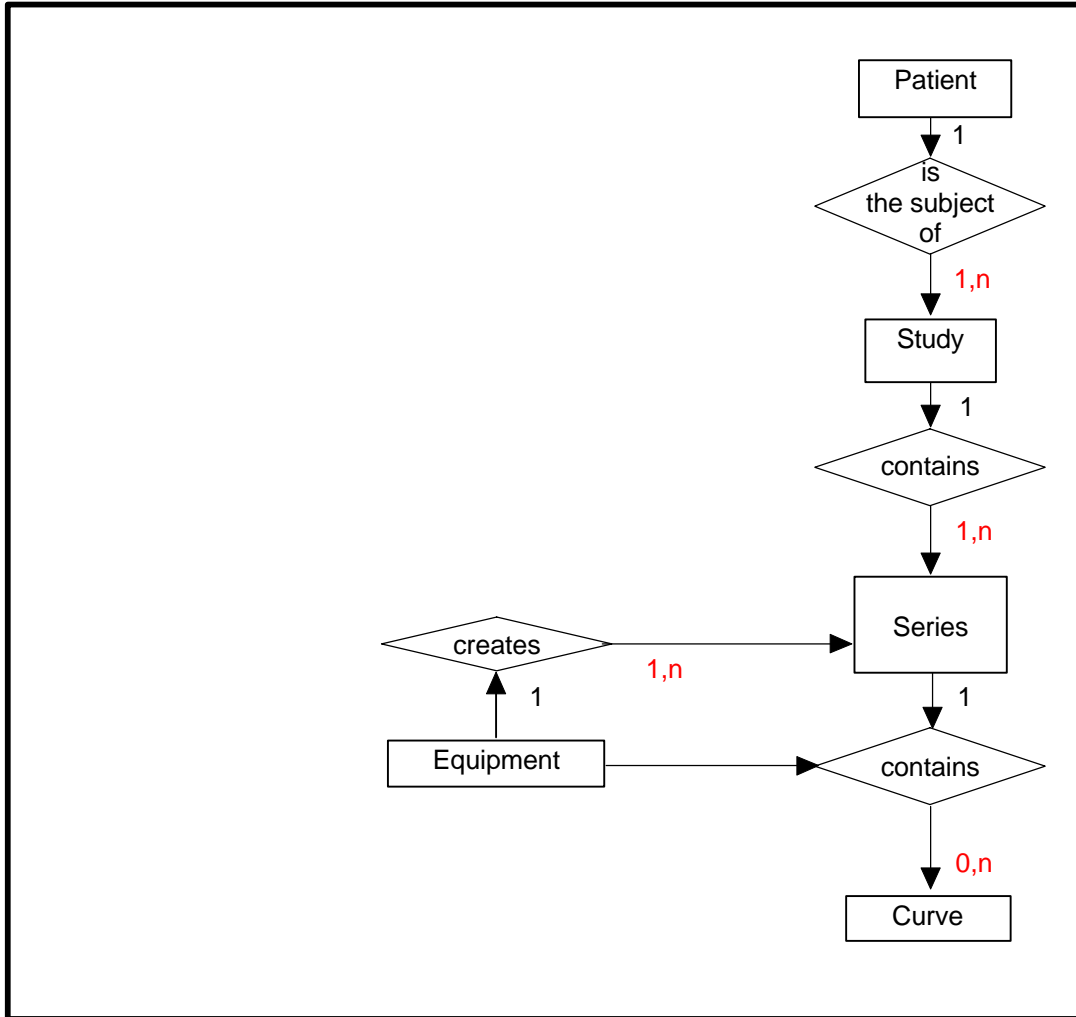 Patient
1
is
the subject
of
1,n
Study
1
contains
1,n
Series
creates
1,n
1
1
Equipment
contains
0,n
Curve